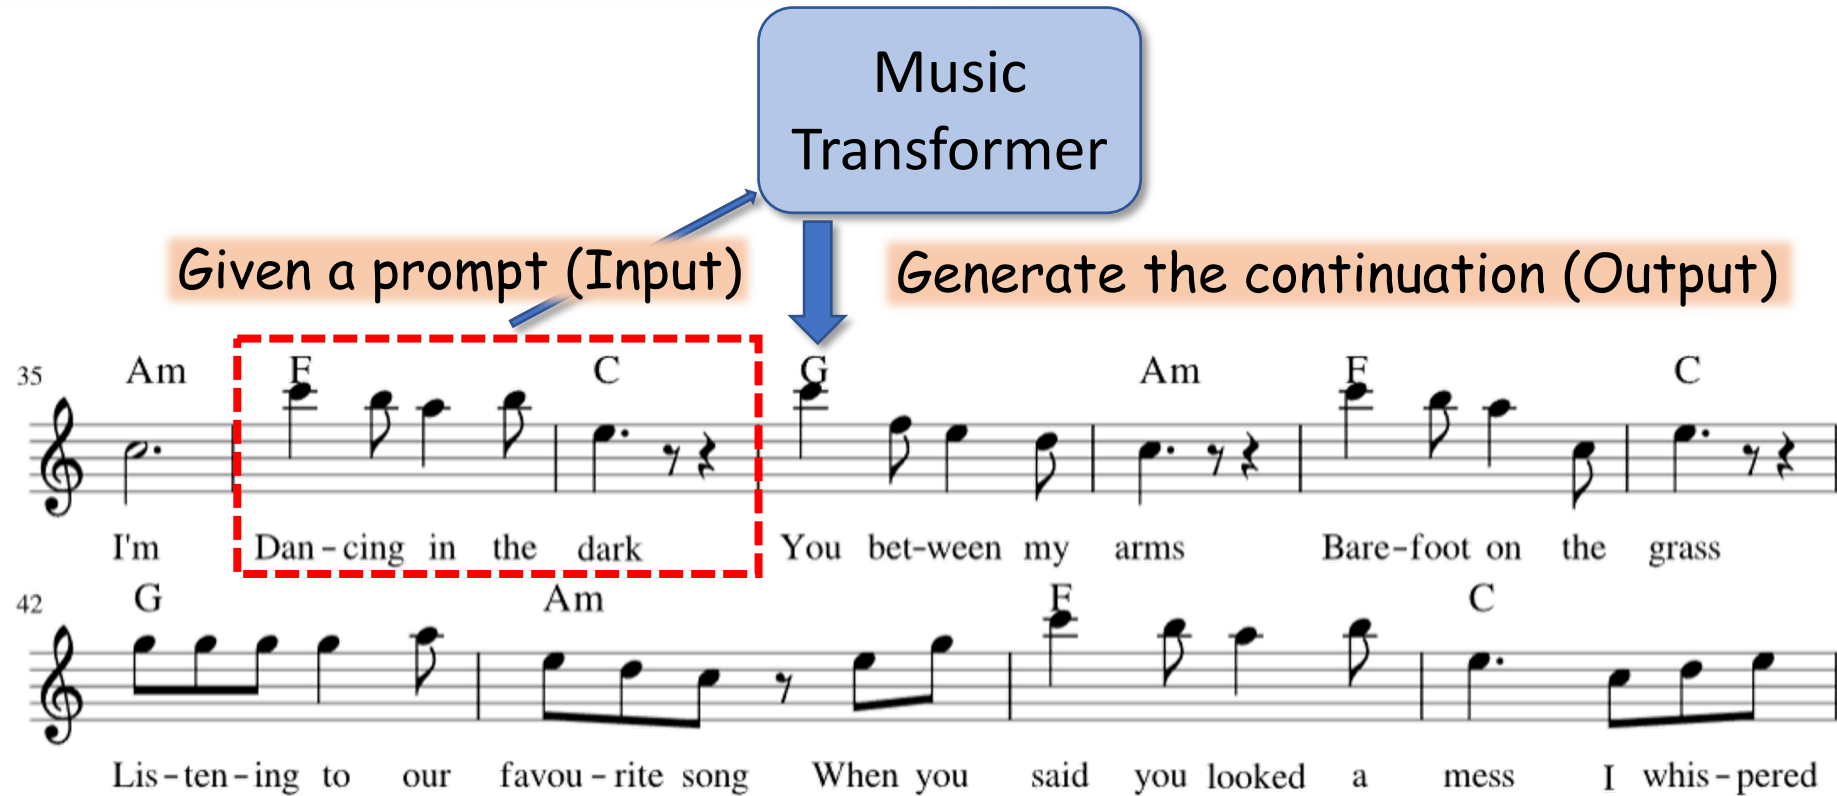 Music
Transformer
Given a prompt (Input)
Generate the continuation (Output)
35 Am F C G Am F C
I'm Dan-cing in the dark You bet-ween my arms Bare-foot on the grass
42 G Am F C
Lis-ten-ing to our favou-rite song When you said you looked a mess I whis-pered